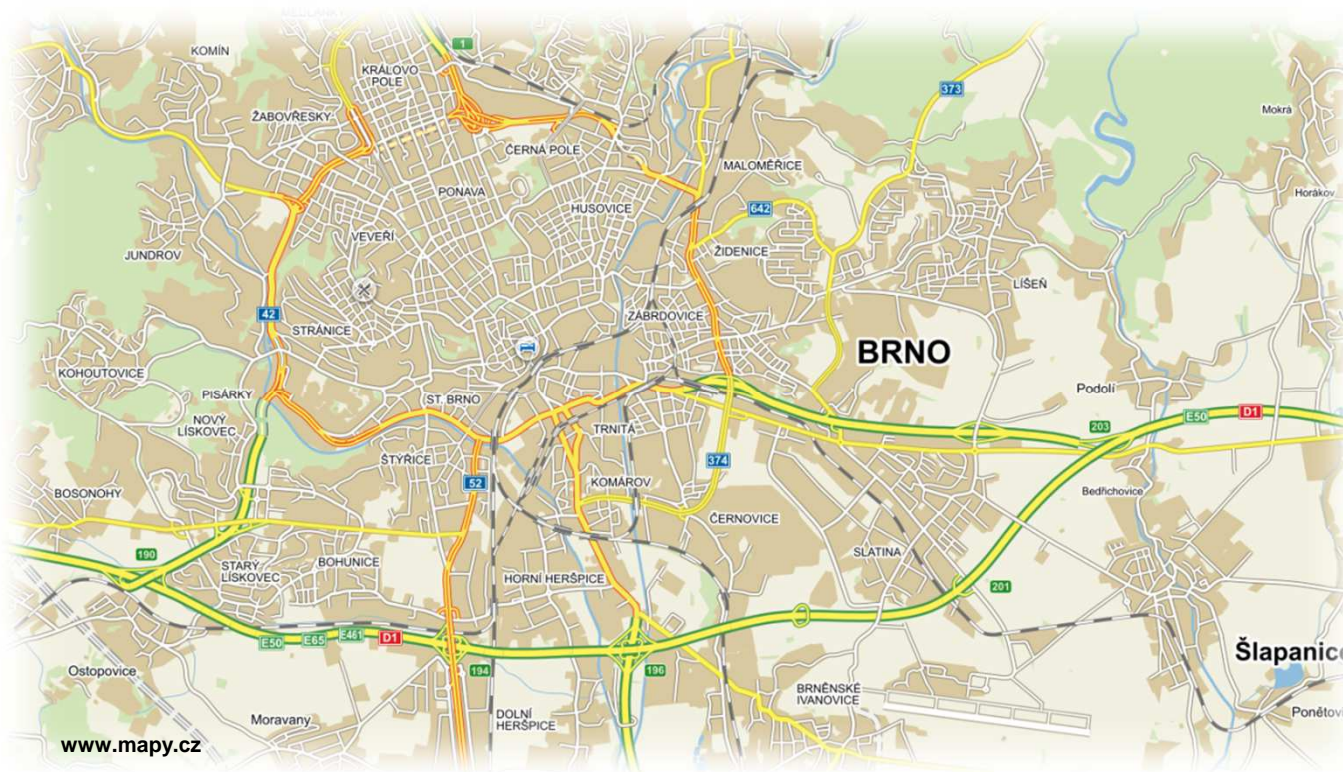 KOMÍN
1
KRÁLOVO
POLE
373
Mokrá
ŽABOVŘESKY
ČERNÁ POLE
MALOMĚŘICE
PONAVA
Horákov
HUSOVICE
642
VEVEŘÍ
JUNDROV
ŽIDENICE
LÍŠEŇ
42
STRÁNICE
ZÁBRDOVICE
BRNO
KOHOUTOVICE
PISÁRKY
ST. BRNO
Podolí
NOVÝ
LÍSKOVEC
TRNITÁ
203
E50
D1
ŠTÝŘICE
374
52
KOMÁROV
BOSONOHY
Bedřichovice
ČERNOVICE
190
SLATINA
STARÝ
LÍSKOVEC
BOHUNICE
HORNÍ HERŠPICE
201
E50
E65
E461
D1
194
196
Šlapanice
Ostopovice
BRNĚNSKÉ
IVANOVICE
Moravany
DOLNÍ
HERŠPICE
Ponětovi
www.mapy.cz